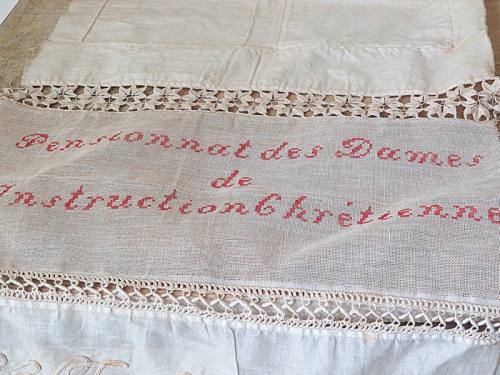 Pensionnat des Dames
de
Instruction Chrétienne